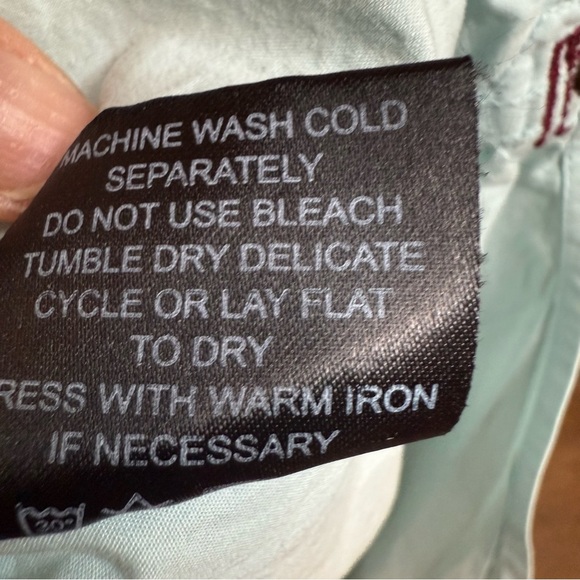 MACHINE WASH COLD
SEPARATELY
DO NOT USE BLEACH
TUMBLE DRY DELICATE
CYCLE OR LAY FLAT
TO DRY
RESS WITH WARM IRON
IF NECESSARY
30°